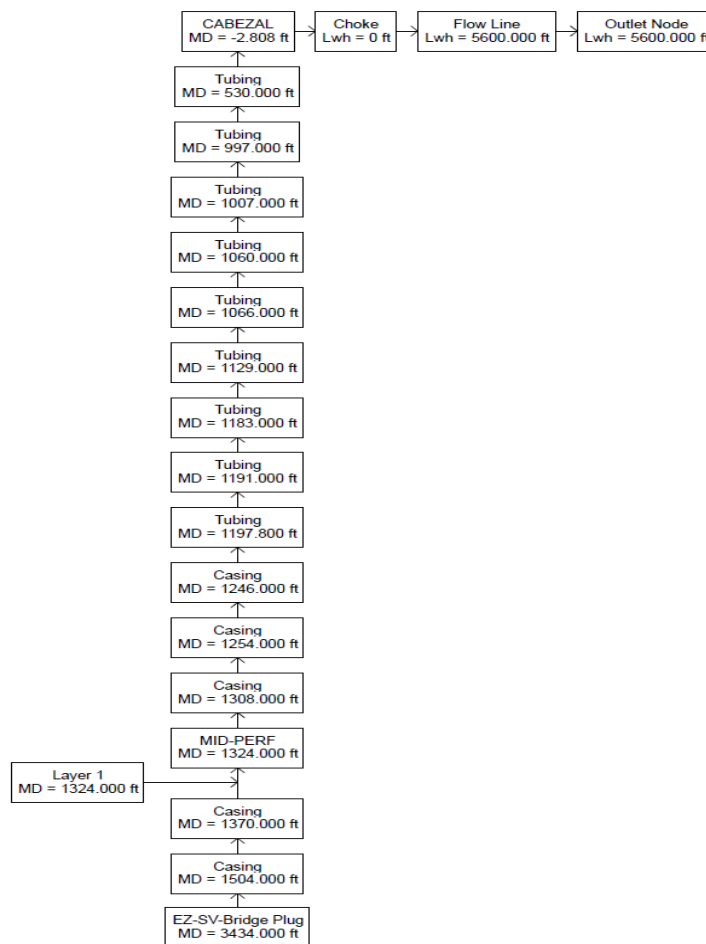 CABEZAL
MD = -2.808 ft
Choke
Lwh = 0 ft
Flow Line
Lwh = 5600.000 ft
Outlet Node
Lwh = 5600.000 ft
Tubing
MD = 530.000 ft
Tubing
MD = 997.000 ft
Tubing
MD = 1007.000 ft
Tubing
MD = 1060.000 ft
Tubing
MD = 1066.000 ft
Tubing
MD = 1129.000 ft
Tubing
MD = 1183.000 ft
Tubing
MD = 1191.000 ft
Tubing
MD = 1197.800 ft
Casing
MD = 1246.000 ft
Casing
MD = 1254.000 ft
Casing
MD = 1308.000 ft
MID-PERF
MD = 1324.000 ft
Layer 1
MD = 1324.000 ft
Casing
MD = 1370.000 ft
Casing
MD = 1504.000 ft
EZ-SV-Bridge Plug
MD = 3434.000 ft